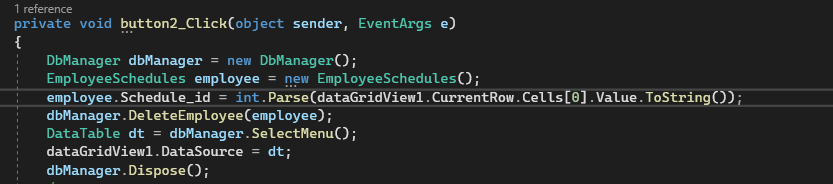 1 reference
private void button2_Click(object sender, EventArgs e)
{
DbManager dbManager = new DbManager();
EmployeeSchedules employee = new EmployeeSchedules();
employee.Schedule_id = int.Parse(dataGridView1.CurrentRow.Cells[0].Value.ToString());
dbManager.DeleteEmployee(employee);
DataTable dt = dbManager.SelectMenu();
dataGridView1.DataSource = dt;
dbManager.Dispose();